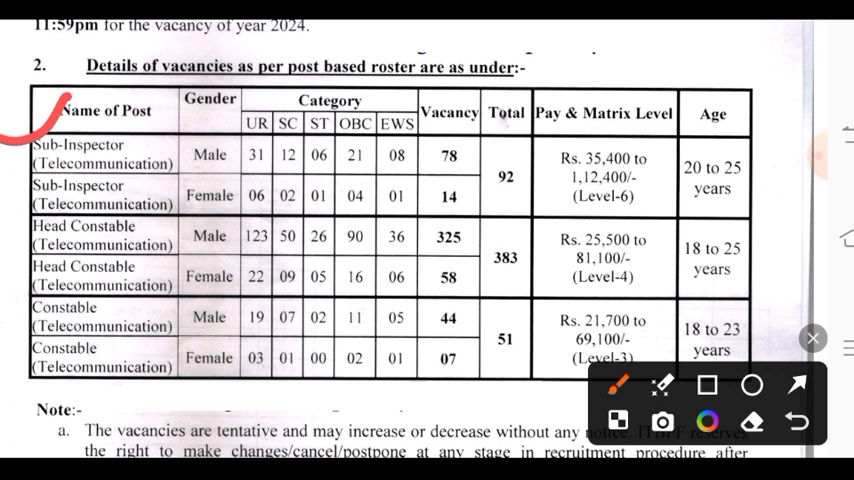 11:59pm for the vacancy of year 2024.
2. Details of vacancies as per post based roster are as under:-
Name of Post Gender Category Vacancy Total Pay & Matrix Level Age
UR SC ST OBC EWS
Sub-Inspector (Telecommunication) Male 31 12 06 21 08 78 92 Rs. 35,400 to 1,12,400/- (Level-6) 20 to 25 years
Sub-Inspector (Telecommunication) Female 06 02 01 04 01 14
Head Constable (Telecommunication) Male 123 50 26 90 36 325 383 Rs. 25,500 to 81,100/- (Level-4) 18 to 25 years
Head Constable (Telecommunication) Female 22 09 05 16 06 58
Constable (Telecommunication) Male 19 07 02 11 05 44 51 Rs. 21,700 to 69,100/- (Level-3) 18 to 23 years
Constable (Telecommunication) Female 03 01 00 02 01 07
Note:-
a. The vacancies are tentative and may increase or decrease without any notice. ITBPF reserves
the right to make changes/cancel/postpone at any stage in recruitment procedure after